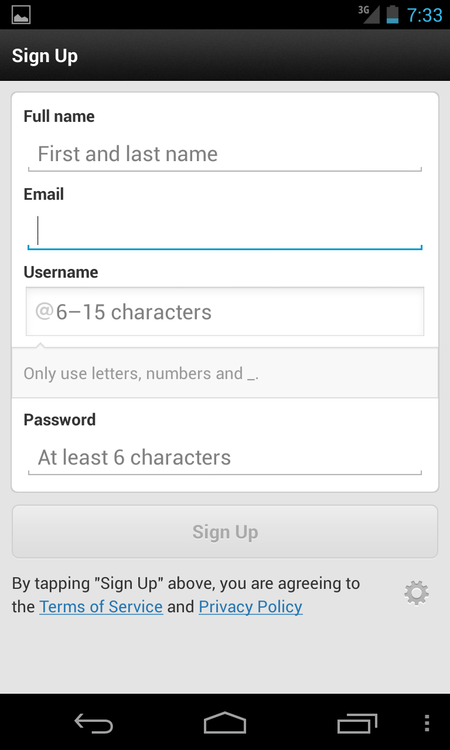 3G 7:33
Sign Up
Full name
First and last name
Email
Username
@6–15 characters
Only use letters, numbers and _.
Password
At least 6 characters
Sign Up
By tapping "Sign Up" above, you are agreeing to
the Terms of Service and Privacy Policy